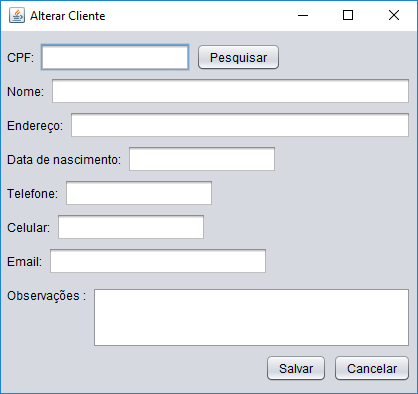 Alterar Cliente
CPF: Pesquisar
Nome:
Endereço:
Data de nascimento:
Telefone:
Celular:
Email:
Observações :
Salvar Cancelar